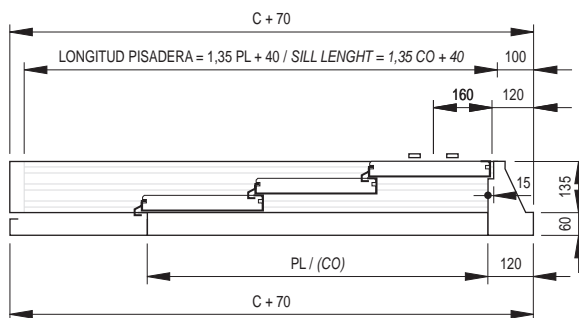 C + 70
LONGITUD PISADERA = 1,35 PL + 40 / SILL LENGHT = 1,35 CO + 40
100
160
120
15
135
60
PL / (CO)
120
C + 70